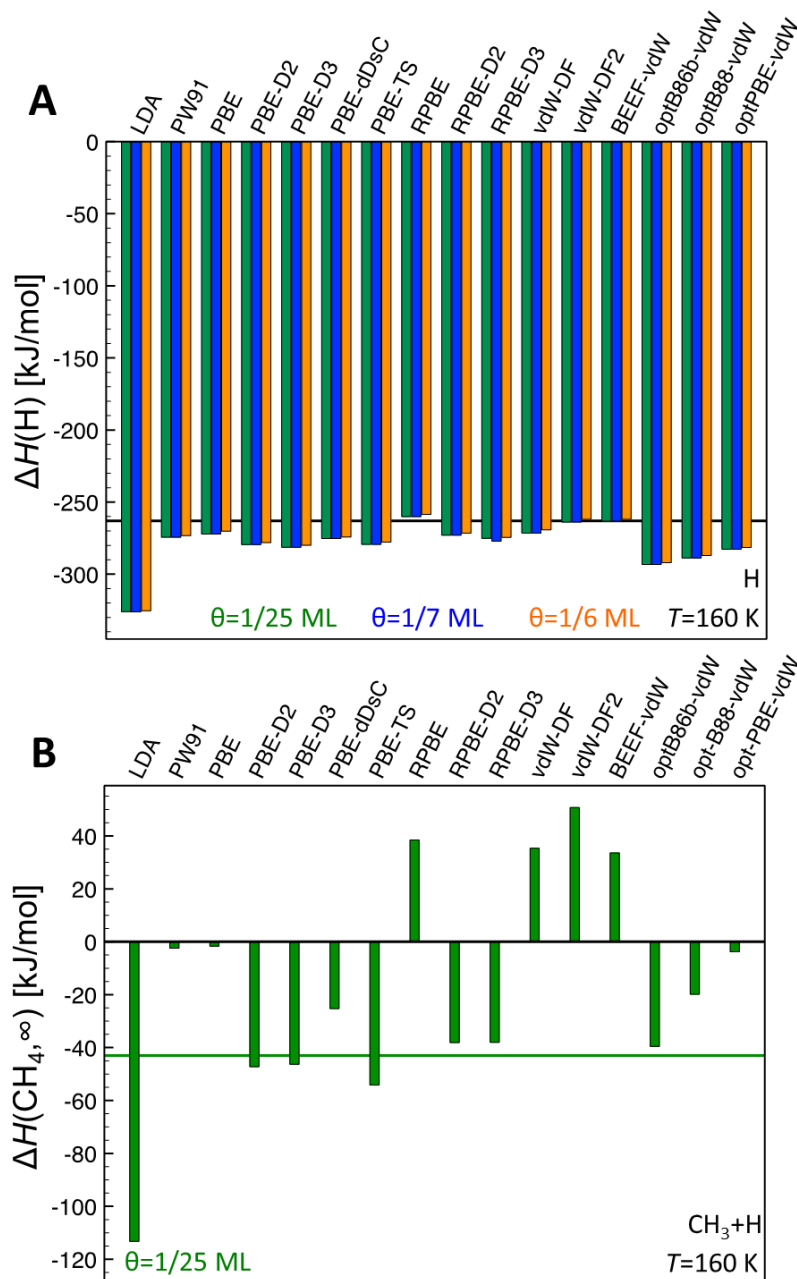 A
LDA
PW91
PBE
PBE-D2
PBE-D3
PBE-dDsC
PBE-TS
RPBE
RPBE-D2
RPBE-D3
vdW-DF
vdW-DF2
BEEF-vdW
optB86b-vdW
optB88-vdW
optPBE-vdW
ΔH(H) [kJ/mol]
0
-50
-100
-150
-200
-250
-300
H
θ=1/25 ML θ=1/7 ML θ=1/6 ML T=160 K
B
LDA
PW91
PBE
PBE-D2
PBE-D3
PBE-dDsC
PBE-TS
RPBE
RPBE-D2
RPBE-D3
vdW-DF
vdW-DF2
BEEF-vdW
optB86b-vdW
opt-B88-vdW
opt-PBE-vdW
ΔH(CH₄,∞) [kJ/mol]
40
20
0
-20
-40
-60
-80
-100
-120
CH₃+H
θ=1/25 ML T=160 K